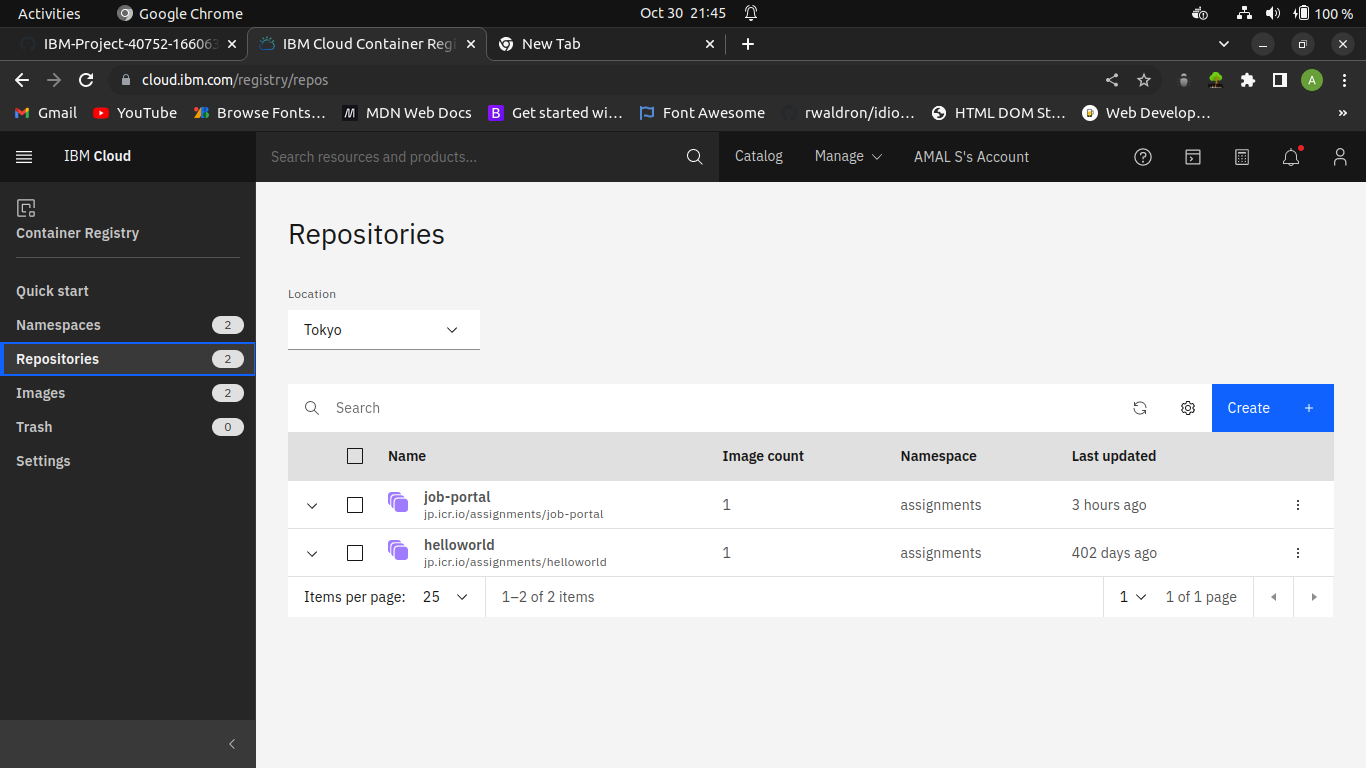 Activities Google Chrome Oct 30 21:45 100 %
IBM-Project-40752-16606 IBM Cloud Container Regi New Tab
cloud.ibm.com/registry/repos A
Gmail YouTube Browse Fonts… MDN Web Docs B Get started wi… Font Awesome rwaldron/idio… HTML DOM St… Web Develop… »
IBM Cloud Search resources and products... Catalog Manage AMAL S's Account
Container Registry
Quick start
Namespaces 2
Repositories 2
Images 2
Trash 0
Settings
Repositories
Location
Tokyo
Search Create +
Name Image count Namespace Last updated
job-portal 1 assignments 3 hours ago
jp.icr.io/assignments/job-portal
helloworld 1 assignments 402 days ago
jp.icr.io/assignments/helloworld
Items per page: 25 1–2 of 2 items 1 1 of 1 page